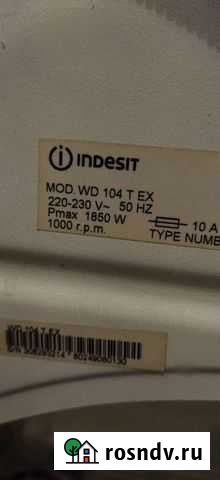 indesit
MOD. WD 104 T EX
220-230 V~ 50 HZ
Pmax 1850 W
10 A
1000 r.p.m.
TYPE NUMBE
WD 104 T EX
rosndv.ru